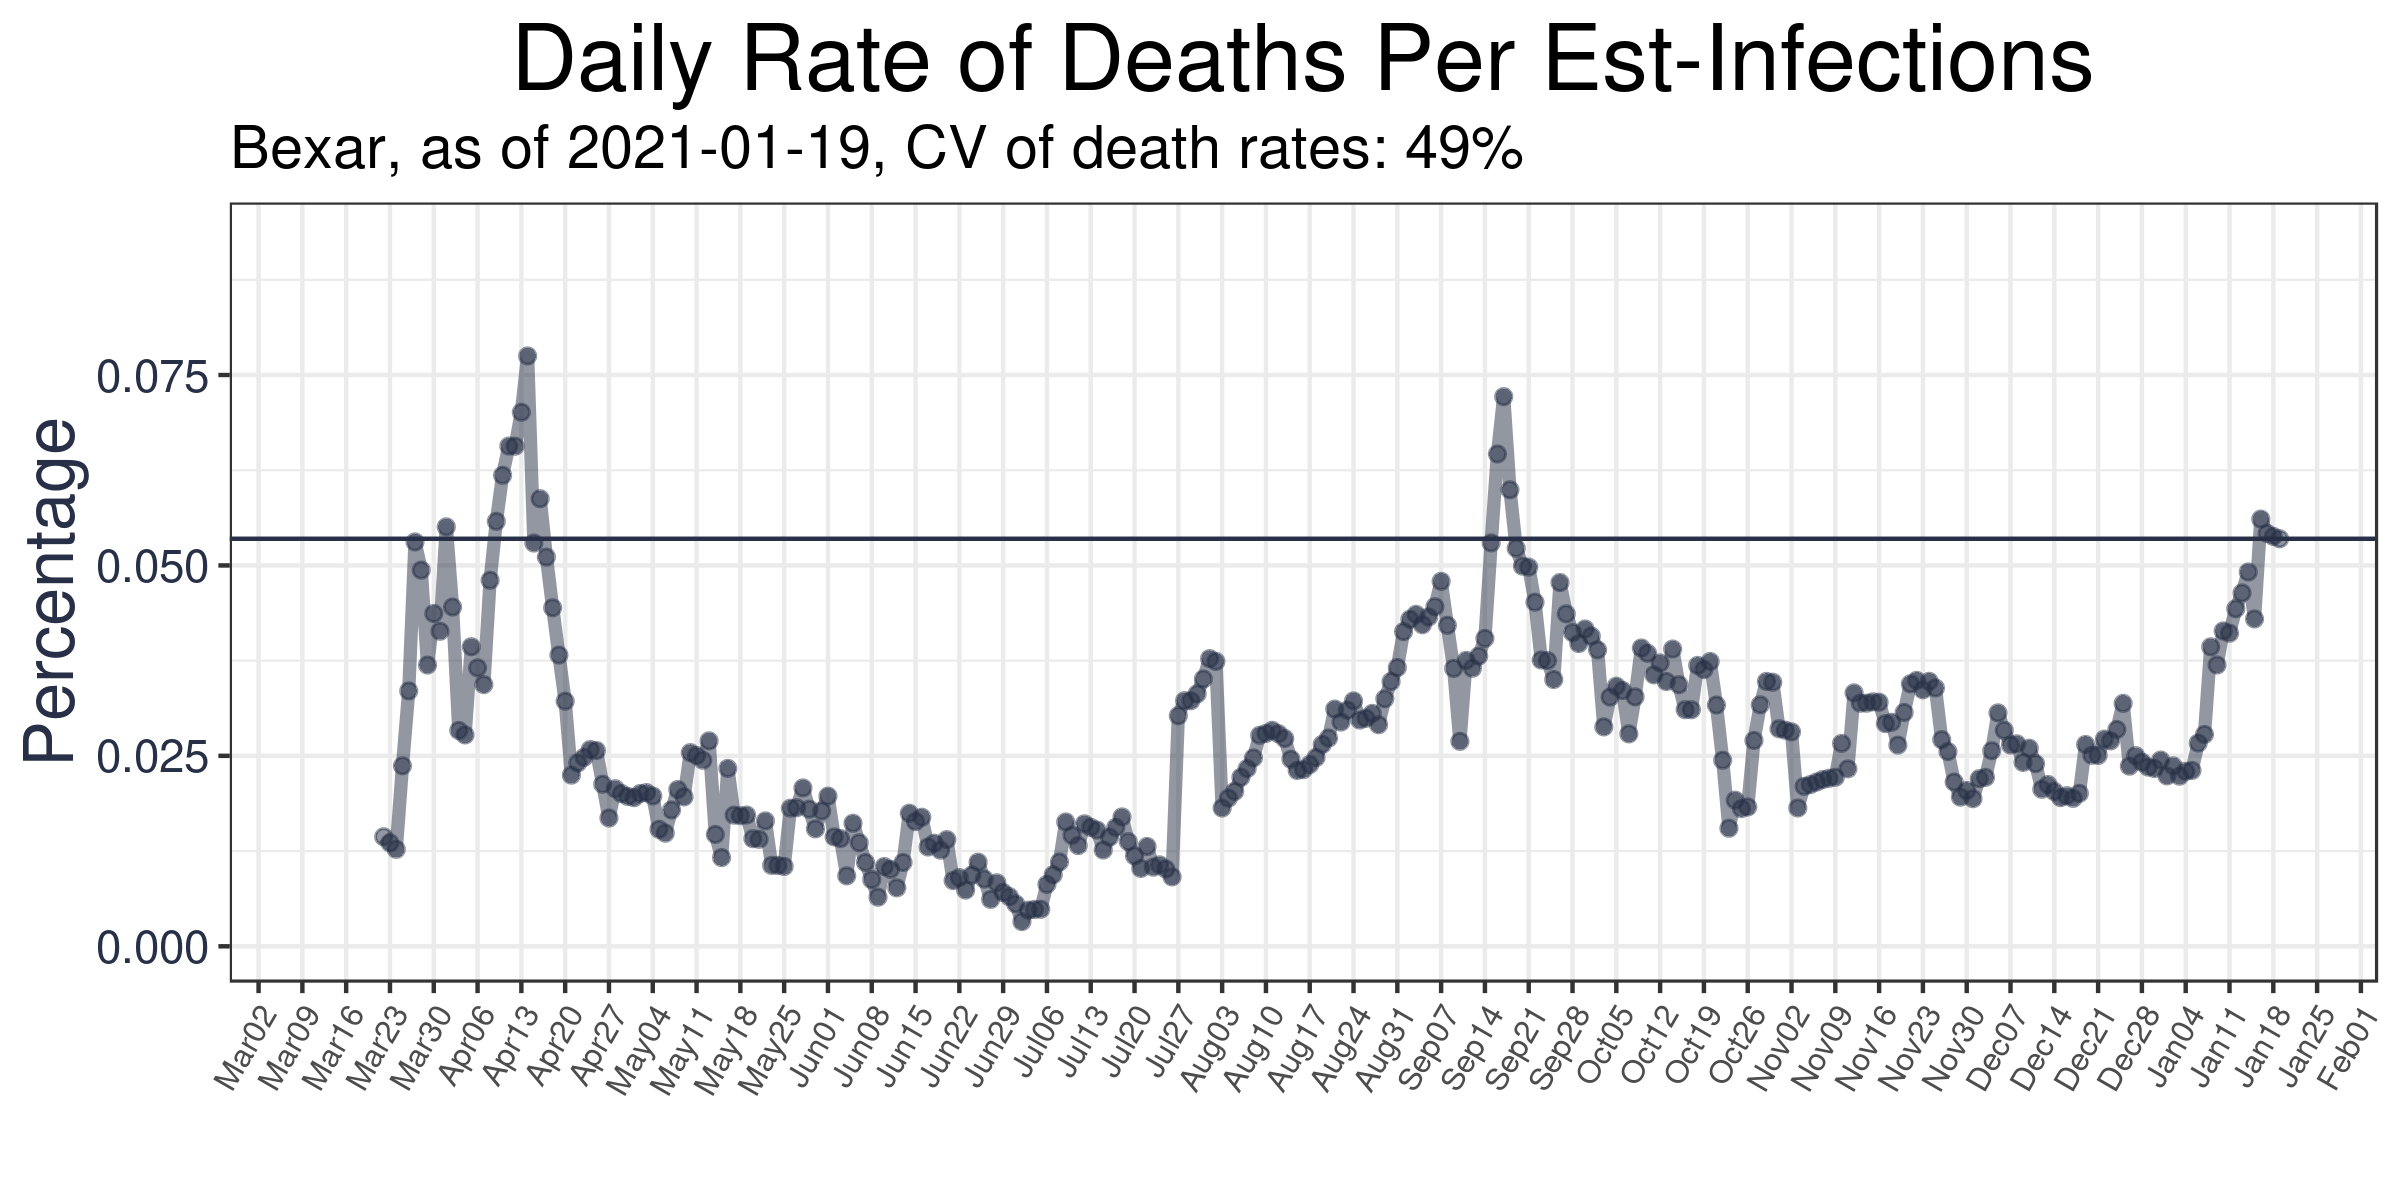 Daily Rate of Deaths Per Est-Infections
Bexar, as of 2021-01-19, CV of death rates: 49%
Percentage
0.075
0.050
0.025
0.000
Mar02
Mar09
Mar16
Mar23
Mar30
Apr06
Apr13
Apr20
Apr27
May04
May11
May18
May25
Jun01
Jun08
Jun15
Jun22
Jun29
Jul06
Jul13
Jul20
Jul27
Aug03
Aug10
Aug17
Aug24
Aug31
Sep07
Sep14
Sep21
Sep28
Oct05
Oct12
Oct19
Oct26
Nov02
Nov09
Nov16
Nov23
Nov30
Dec07
Dec14
Dec21
Dec28
Jan04
Jan11
Jan18
Jan25
Feb01